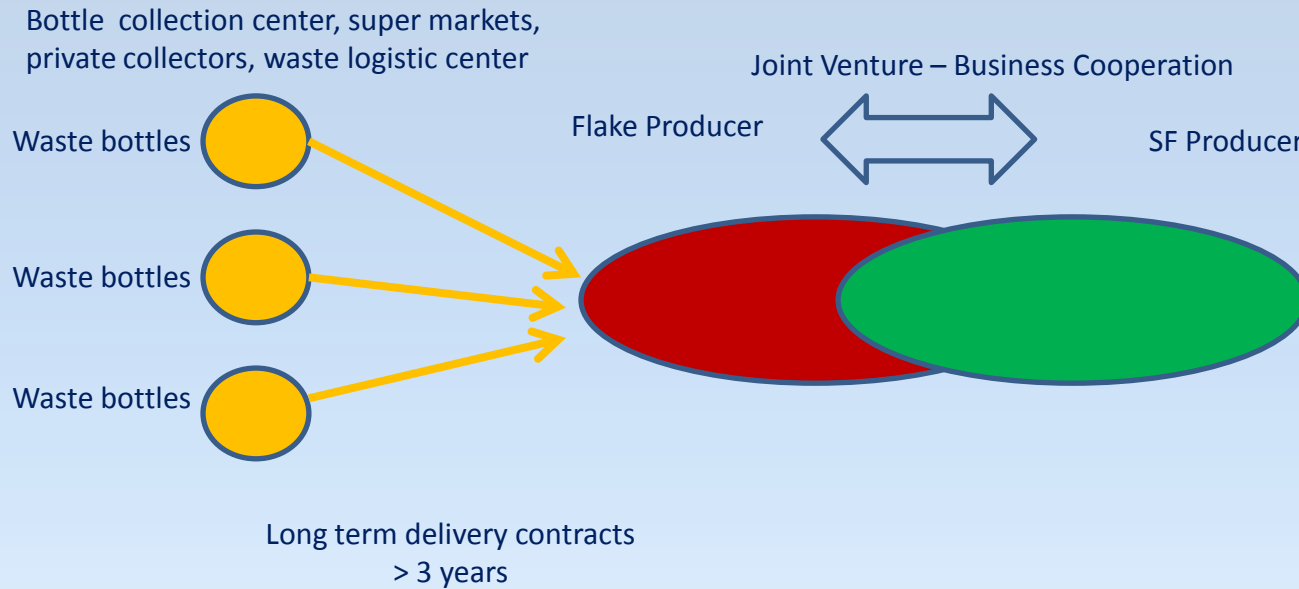 Bottle collection center, super markets,
private collectors, waste logistic center
Joint Venture – Business Cooperation
Flake Producer
SF Producer
Waste bottles
Waste bottles
Waste bottles
Long term delivery contracts
> 3 years